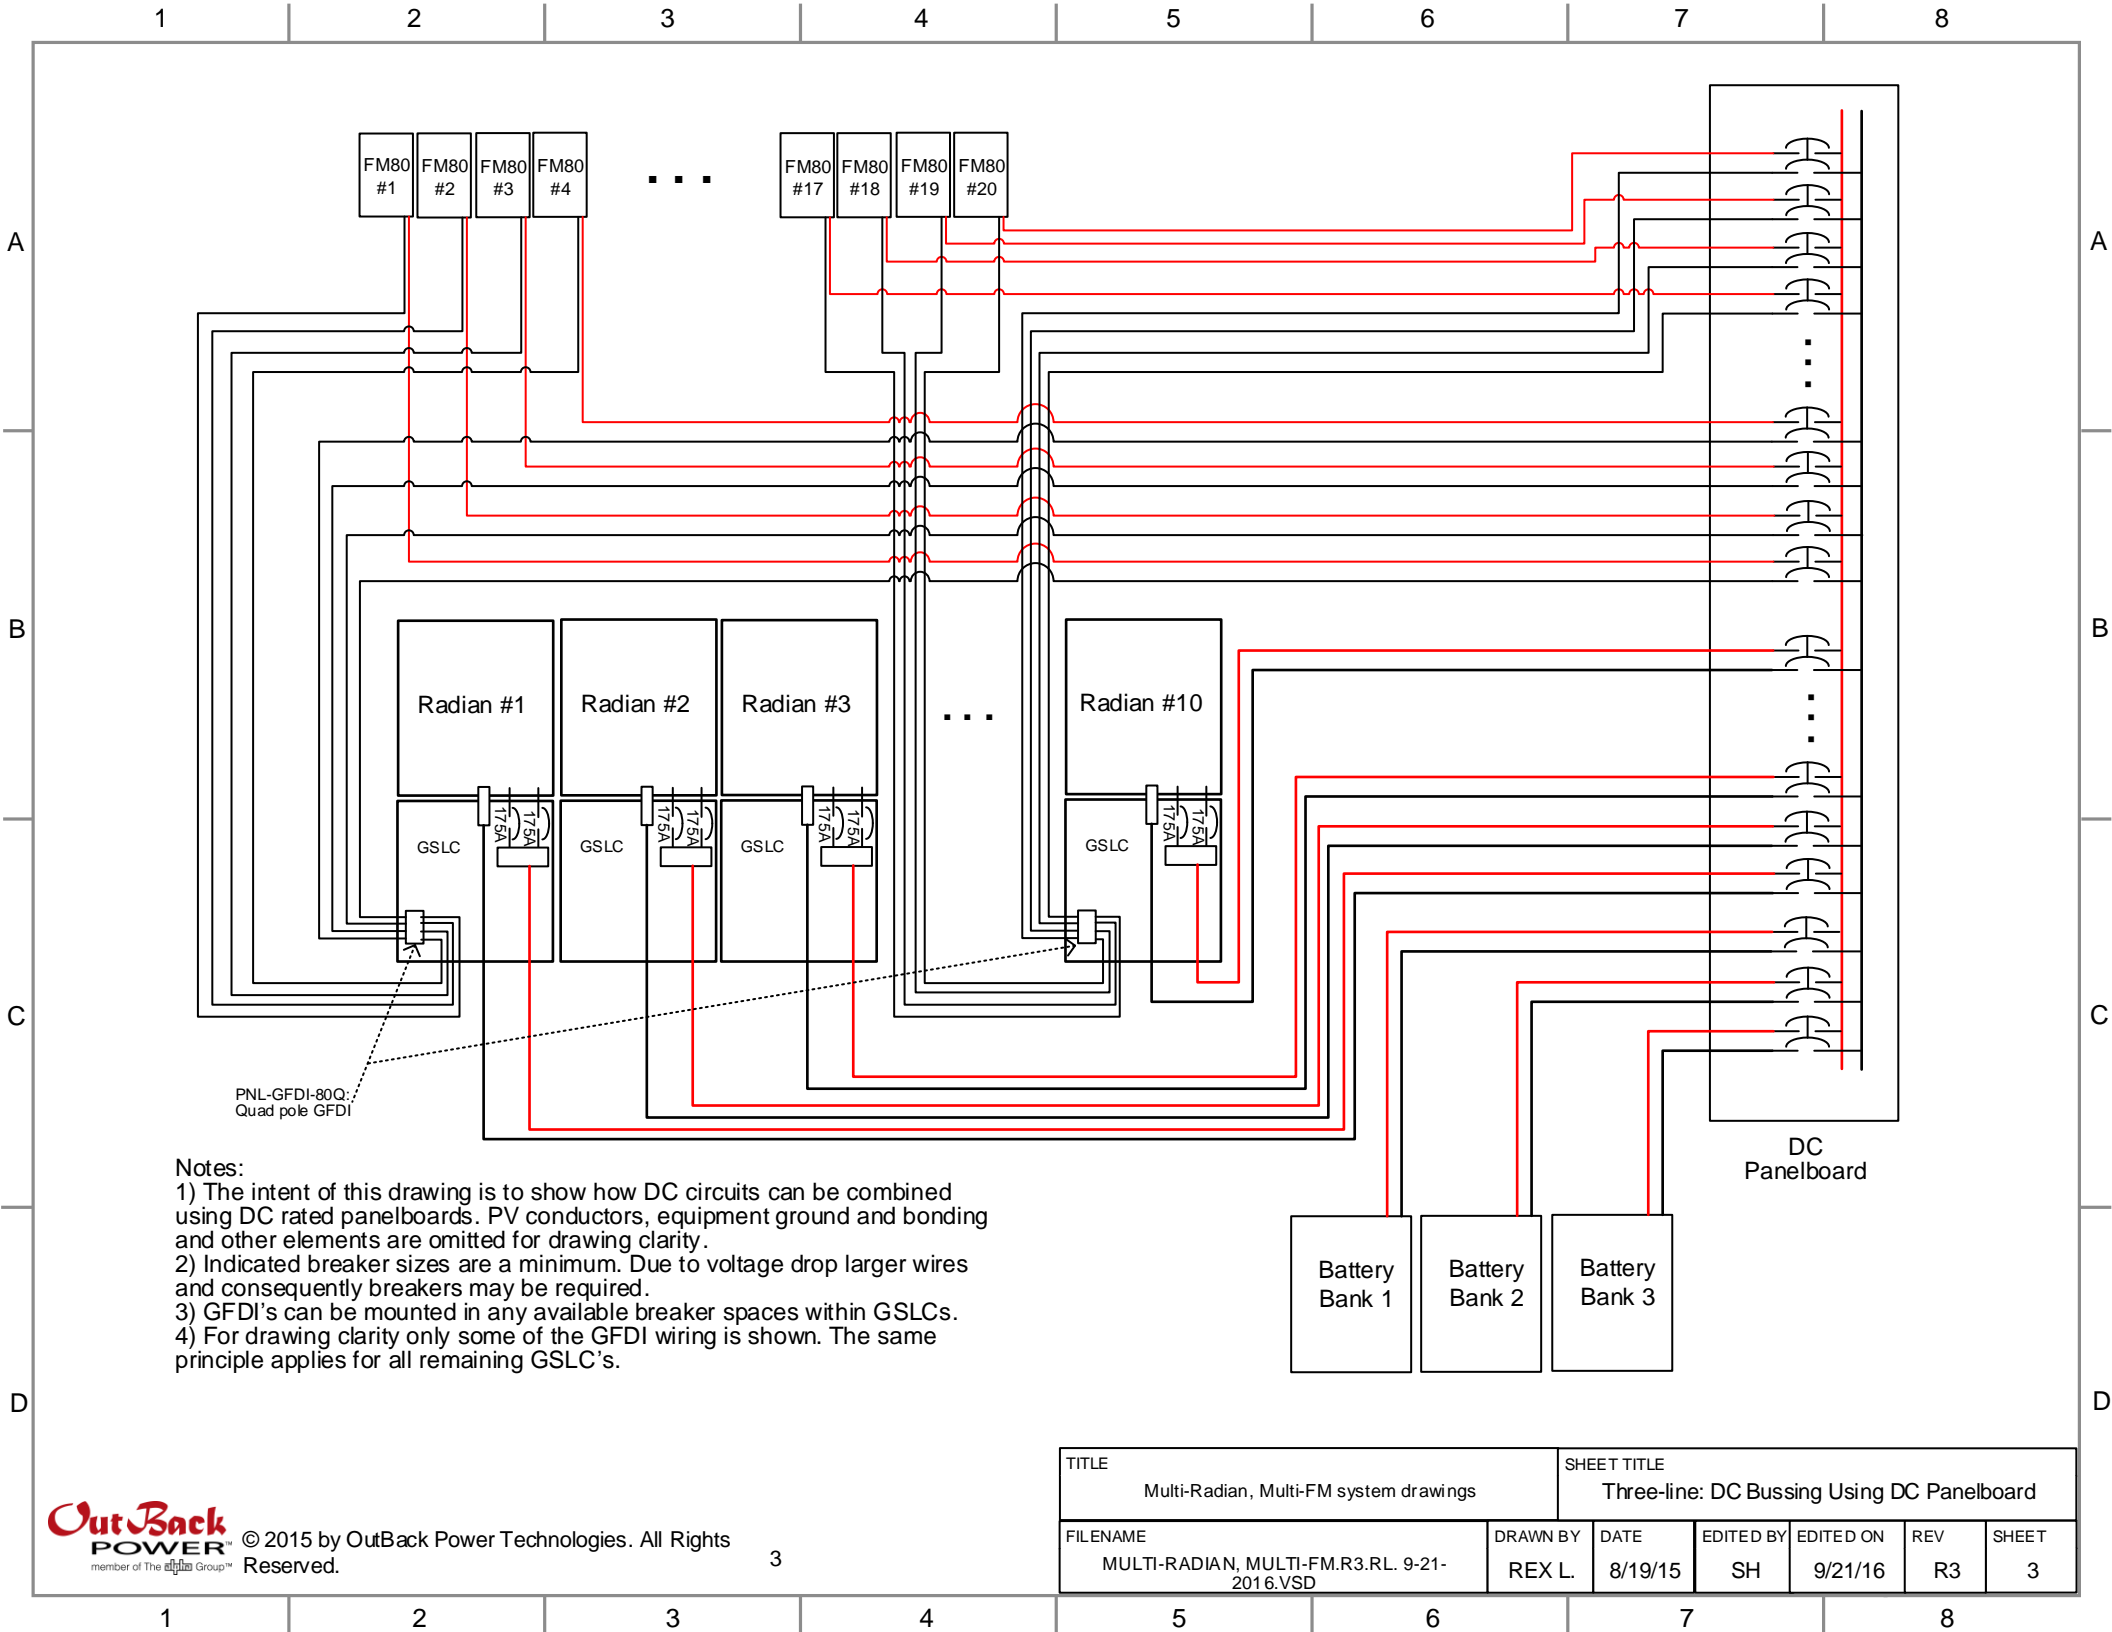 1 2 3 4 5 6 7 8
FM80
#1
FM80
#2
FM80
#3
FM80
#4
FM80
#17
FM80
#18
FM80
#19
FM80
#20
A
A
B
B
Radian #1
Radian #2
Radian #3
Radian #10
175A
175A
175A
175A
175A
175A
175A
175A
GSLC
GSLC
GSLC
GSLC
C
C
PNL-GFDI-80Q:
Quad pole GFDI
DC
Panelboard
Notes:
1) The intent of this drawing is to show how DC circuits can be combined
using DC rated panelboards. PV conductors, equipment ground and bonding
and other elements are omitted for drawing clarity.
2) Indicated breaker sizes are a minimum. Due to voltage drop larger wires
and consequently breakers may be required.
3) GFDI's can be mounted in any available breaker spaces within GSLCs.
4) For drawing clarity only some of the GFDI wiring is shown. The same
principle applies for all remaining GSLC's.
Battery
Bank 1
Battery
Bank 2
Battery
Bank 3
D
D
OutBack
POWER™
member of The alpha Group™
© 2015 by OutBack Power Technologies. All Rights
Reserved.
3
TITLE
Multi-Radian, Multi-FM system drawings
SHEET TITLE
Three-line: DC Bussing Using DC Panelboard
FILENAME
MULTI-RADIAN, MULTI-FM.R3.RL. 9-21-
2016.VSD
DRAWN BY
REX L.
DATE
8/19/15
EDITED BY
SH
EDITED ON
9/21/16
REV
R3
SHEET
3
1 2 3 4 5 6 7 8